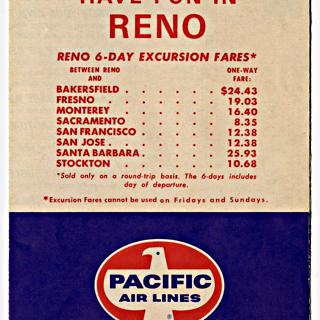 HAVE FUN IN
RENO
RENO 6-DAY EXCURSION FARES*
BETWEEN RENO AND
ONE-WAY FARE:
BAKERSFIELD . . . . . . $24.43
FRESNO . . . . . . . 19.03
MONTEREY . . . . . . 16.40
SACRAMENTO . . . . . 8.35
SAN FRANCISCO . . . . . 12.38
SAN JOSE . . . . . . . 12.38
SANTA BARBARA . . . . . 25.93
STOCKTON . . . . . . 10.68
*Sold only on a round-trip basis. The 6-days includes
day of departure.
*Excursion Fares cannot be used on Fridays and Sundays.
PACIFIC
AIR LINES
®